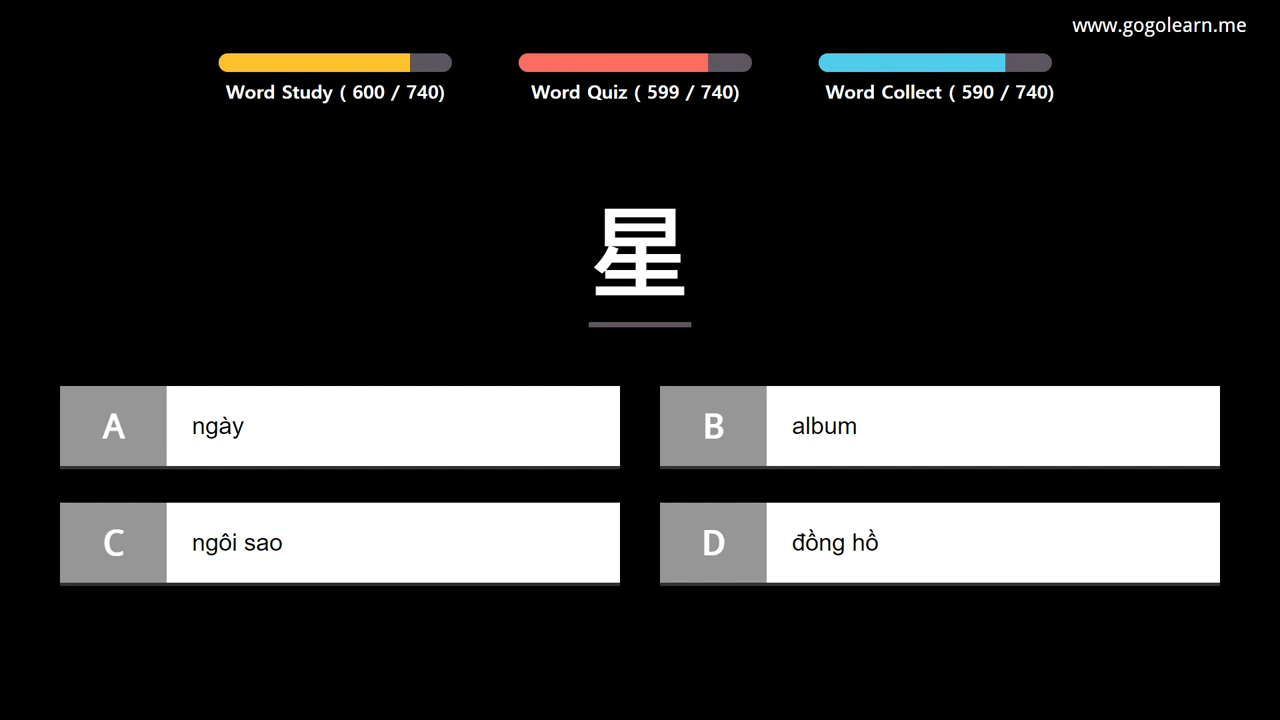 www.gogolearn.me
Word Study ( 600 / 740)
Word Quiz ( 599 / 740)
Word Collect ( 590 / 740)
星
A ngày
B album
C ngôi sao
D đồng hồ